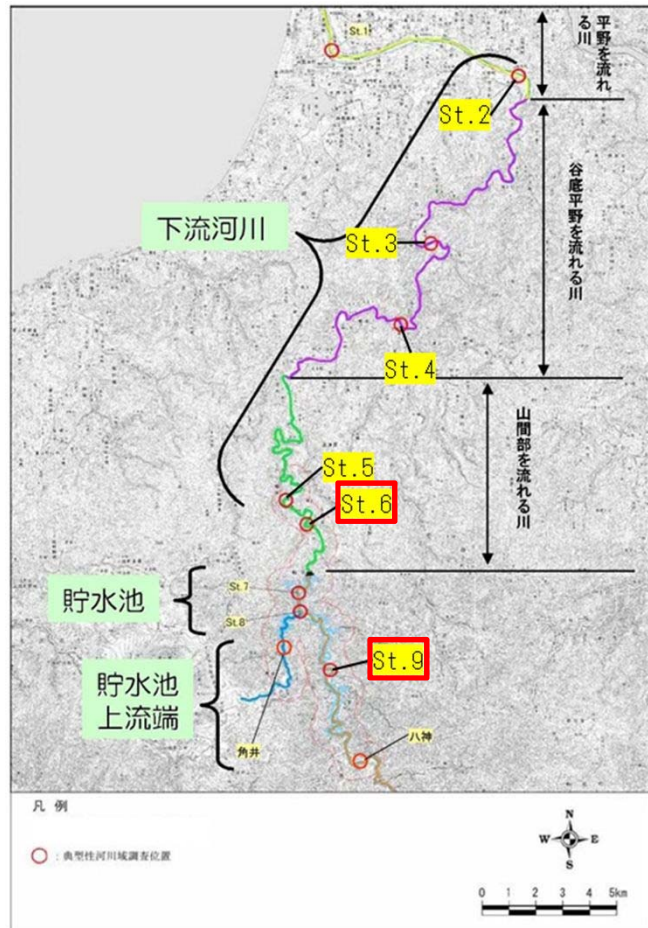 St.1
平野を流れ
る川
St.2
谷底平野を流れる川
下流河川
St.3
St.4
山間部を流れる川
St.5
St.6
貯水池
St.7
St.8
貯水池
上流端
St.9
角井
八神
凡 例
:典型性河川域調査位置
N
W
E
S
0 1 2 3 4 5km